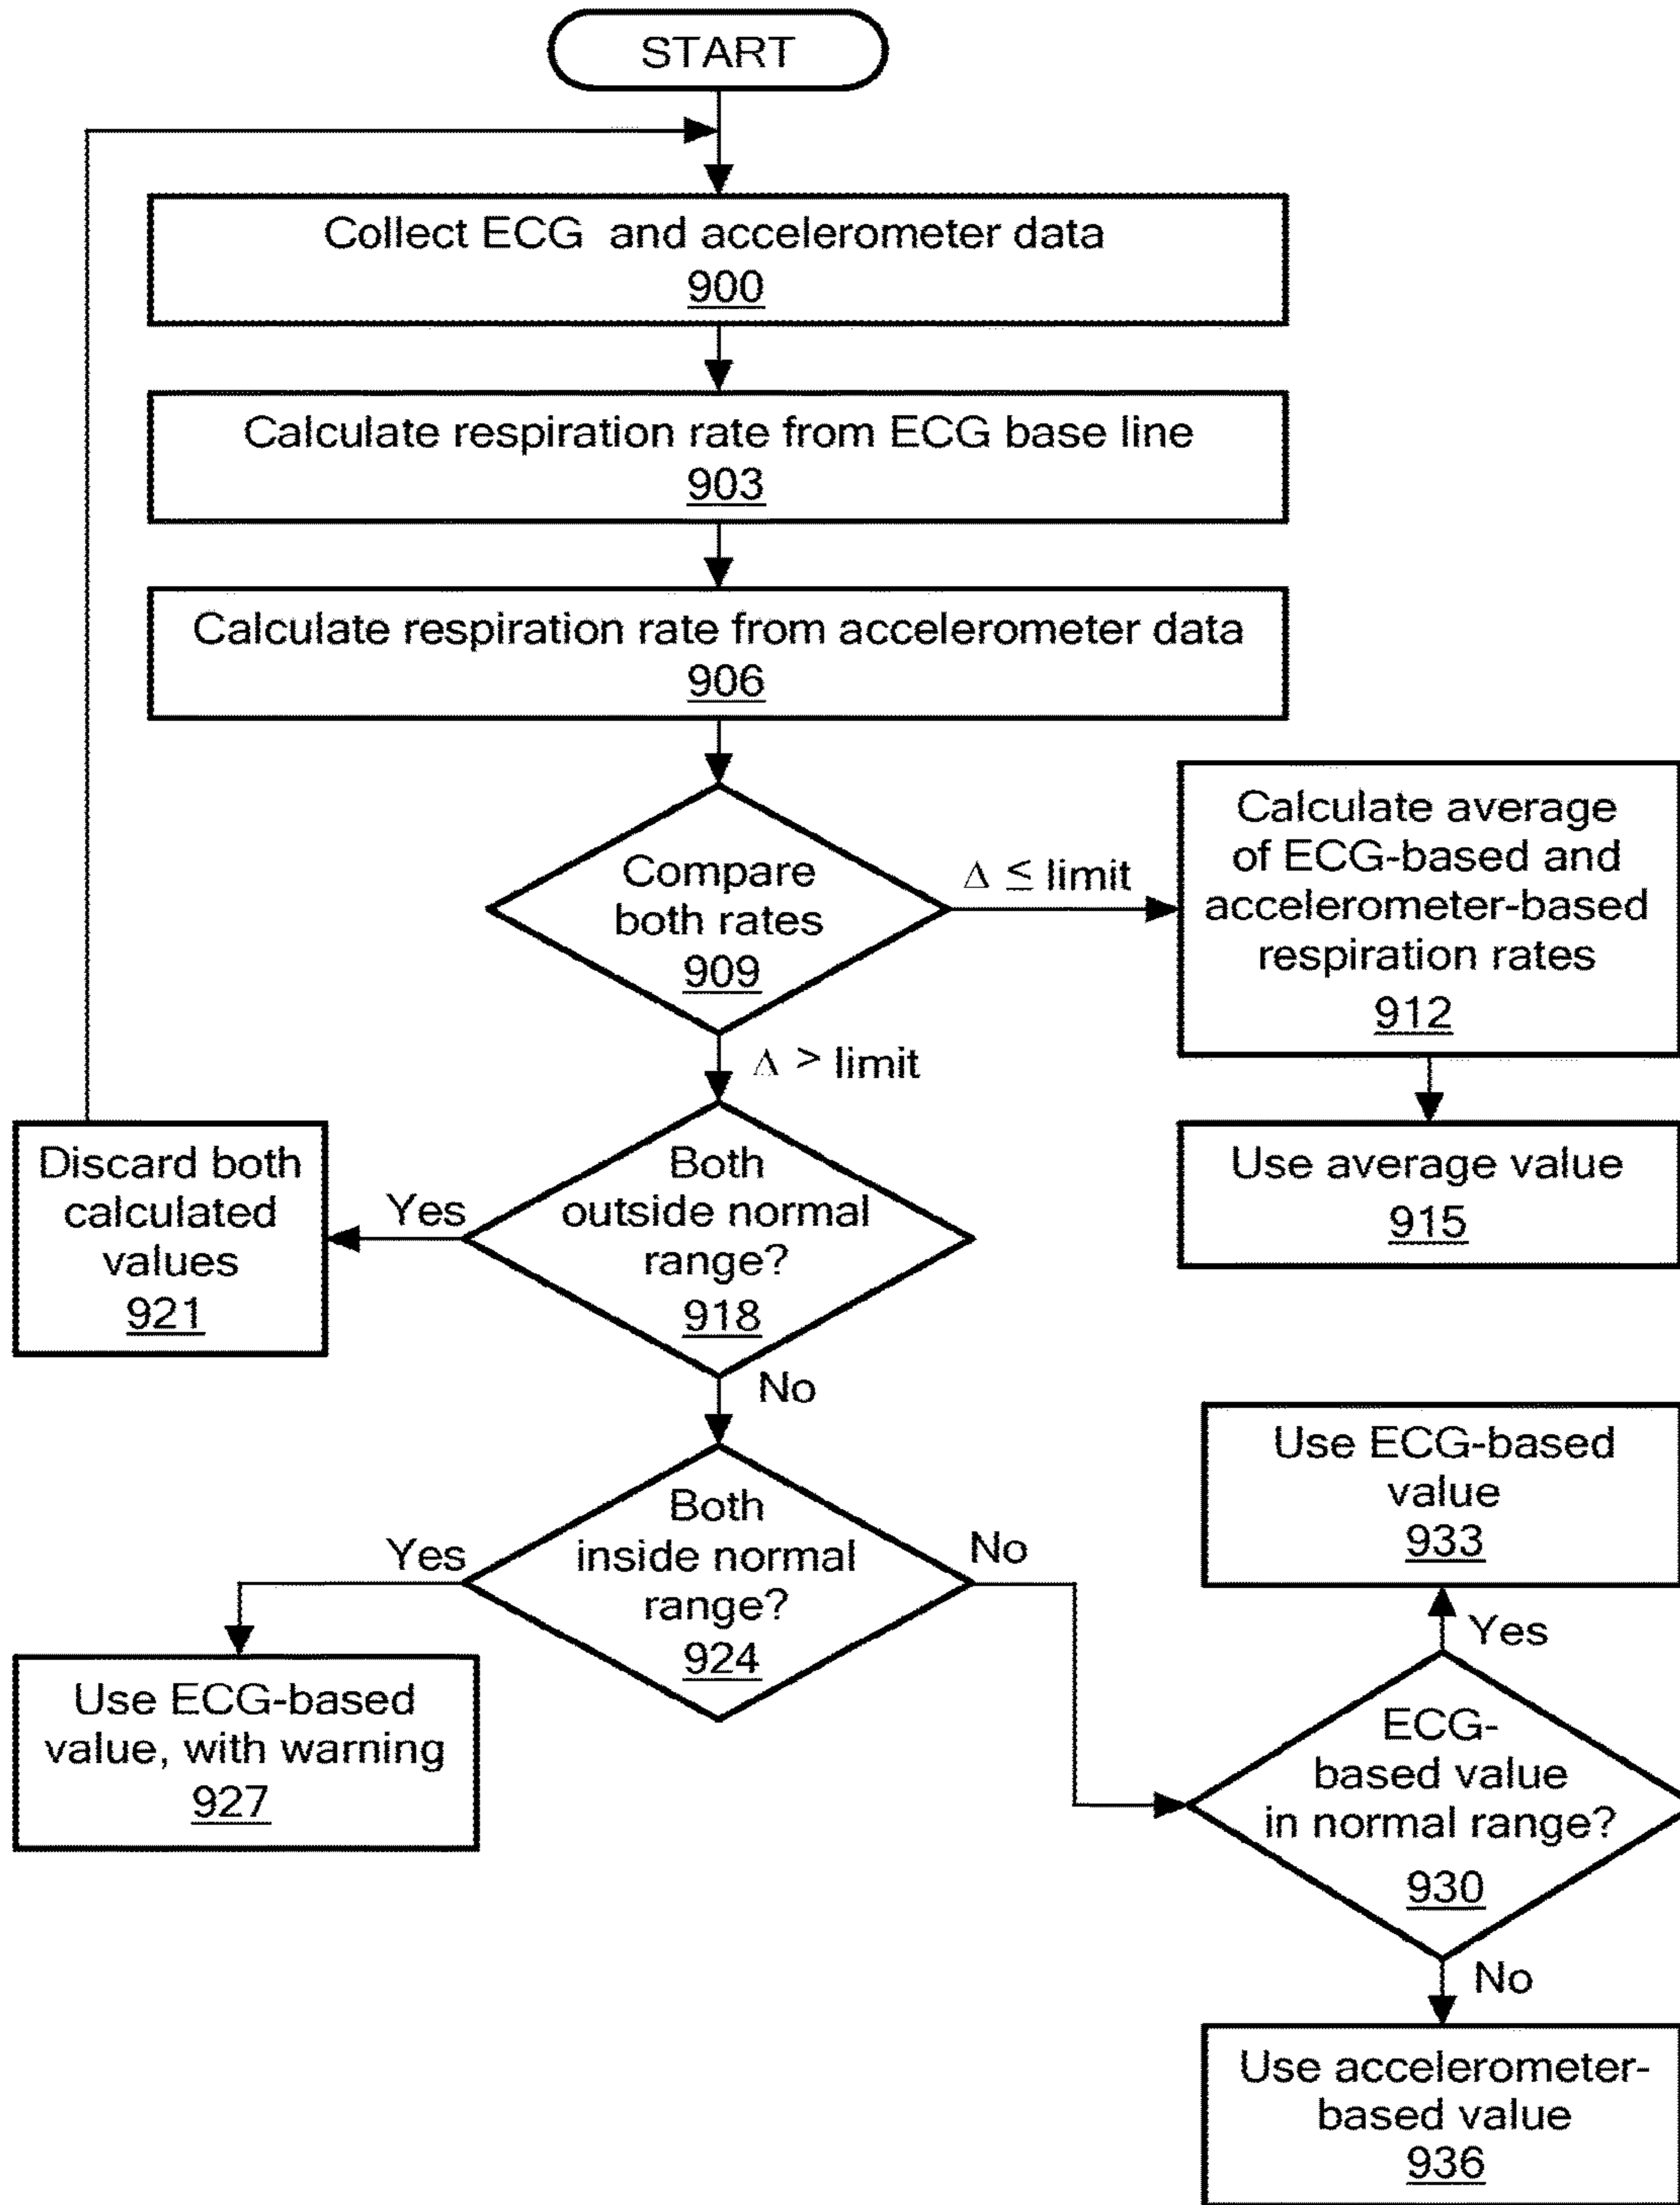 START
Collect ECG and accelerometer data
900
Calculate respiration rate from ECG base line
903
Calculate respiration rate from accelerometer data
906
Compare
both rates
909
Δ ≤ limit
Calculate average
of ECG-based and
accelerometer-based
respiration rates
912
Use average value
915
Δ > limit
Both
outside normal
range?
918
Yes
Discard both
calculated
values
921
No
Both
inside normal
range?
924
Yes
Use ECG-based
value, with warning
927
No
ECG-
based value
in normal range?
930
Yes
Use ECG-based
value
933
No
Use accelerometer-
based value
936